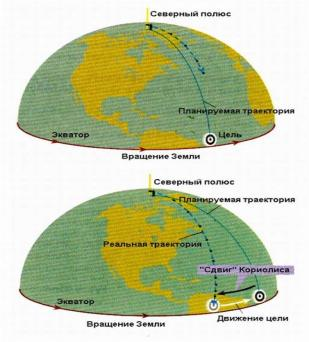 Северный полюс
Планируемая траектория
Экватор
Цель
Вращение Земли
Северный полюс
Планируемая траектория
Реальная траектория
"Сдвиг" Кориолиса
Экватор
Движение цели
Вращение Земли